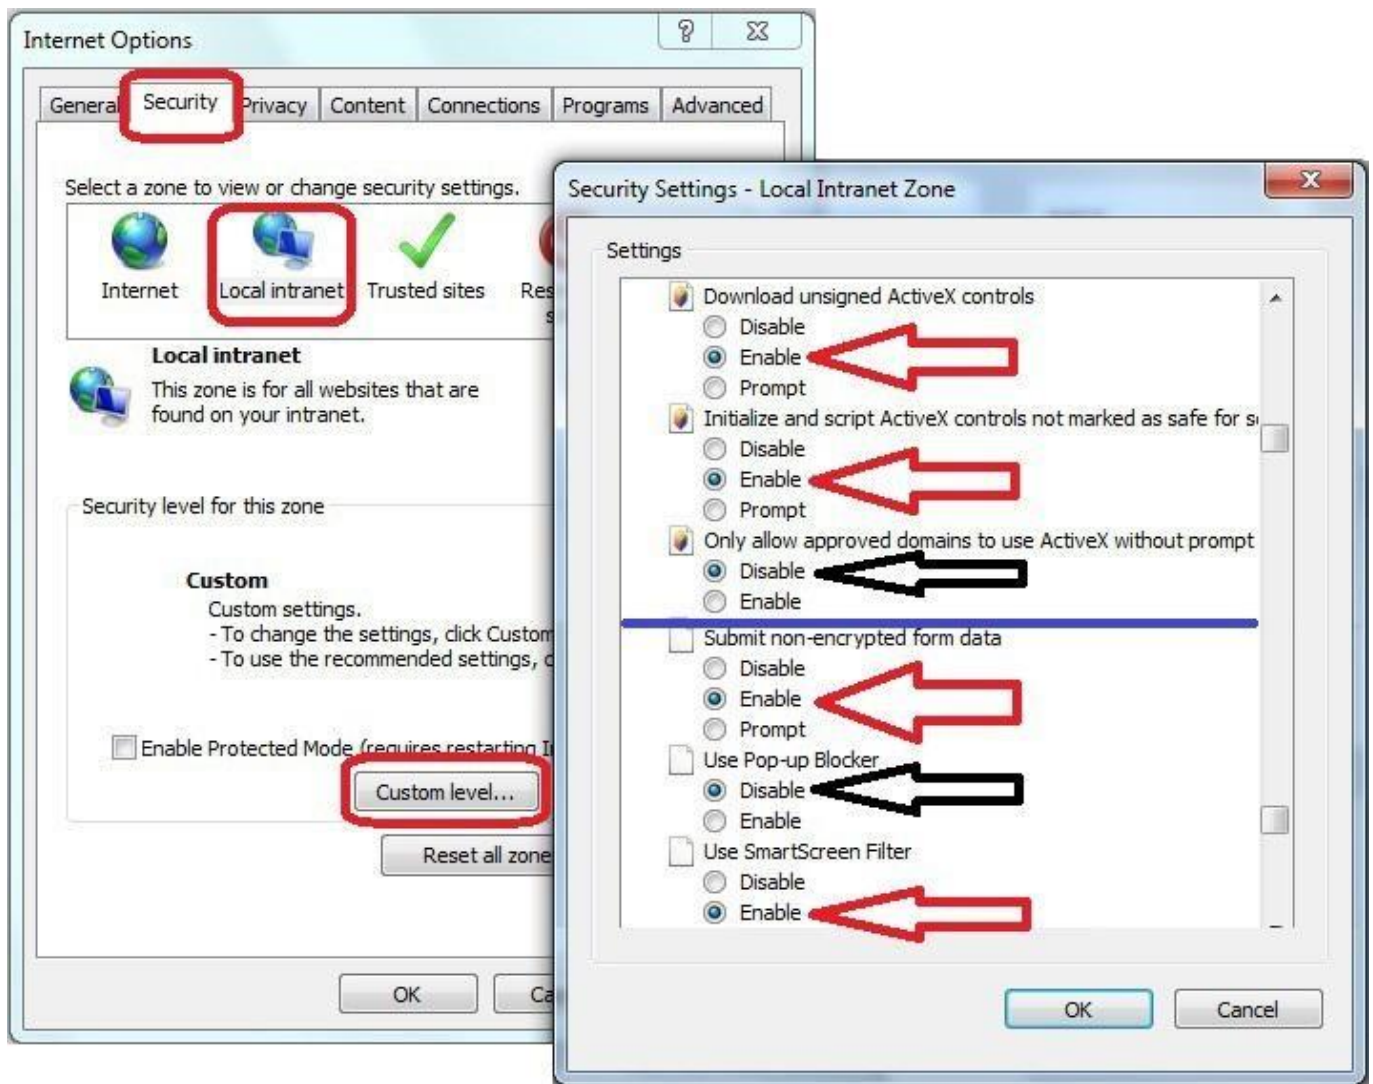 Internet Options
General
Security
Privacy
Content
Connections
Programs
Advanced
Select a zone to view or change security settings.
Internet
Local intranet
Trusted sites
Res
s
Local intranet
This zone is for all websites that are
found on your intranet.
Security level for this zone
Custom
Custom settings.
- To change the settings, click Custom
- To use the recommended settings, c
Enable Protected Mode (requires restarting I
Custom level...
Reset all zone
OK
Ca
Security Settings - Local Intranet Zone
Settings
Download unsigned ActiveX controls
Disable
Enable
Prompt
Initialize and script ActiveX controls not marked as safe for s
Disable
Enable
Prompt
Only allow approved domains to use ActiveX without prompt
Disable
Enable
Submit non-encrypted form data
Disable
Enable
Prompt
Use Pop-up Blocker
Disable
Enable
Use SmartScreen Filter
Disable
Enable
OK
Cancel